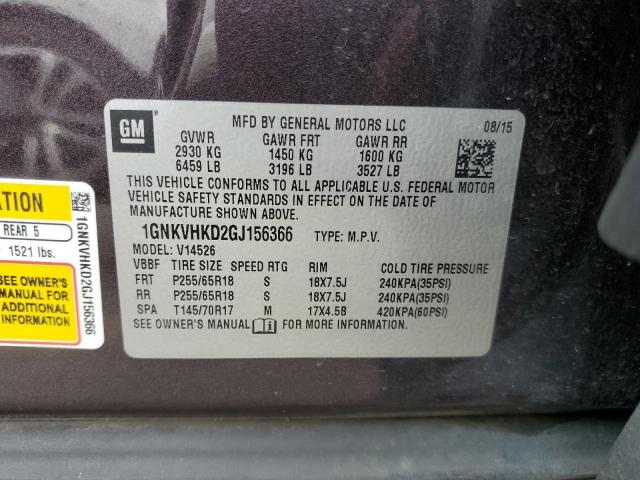 GM
MFD BY GENERAL MOTORS LLC
08/15
GVWR GAWR FRT GAWR RR
2930 KG 1450 KG 1600 KG
6459 LB 3196 LB 3527 LB
THIS VEHICLE CONFORMS TO ALL APPLICABLE U.S. FEDERAL MOTOR
VEHICLE SAFETY STANDARDS IN EFFECT ON THE DATE OF
MANUFACTURE SHOWN ABOVE.
1GNKVHKD2GJ156366 TYPE: M.P.V.
MODEL: V14526
VBBF TIRE SIZE SPEED RTG RIM COLD TIRE PRESSURE
FRT P255/65R18 S 18X7.5J 240KPA(35PSI)
RR P255/65R18 S 18X7.5J 240KPA(35PSI)
SPA T145/70R17 M 17X4.5B 420KPA(60PSI)
SEE OWNER'S MANUAL i FOR MORE INFORMATION.
ATION
REAR 5
1521 lbs.
SEE OWNER'S
MANUAL FOR
ADDITIONAL
INFORMATION
1GNKVHKD2GJ156366